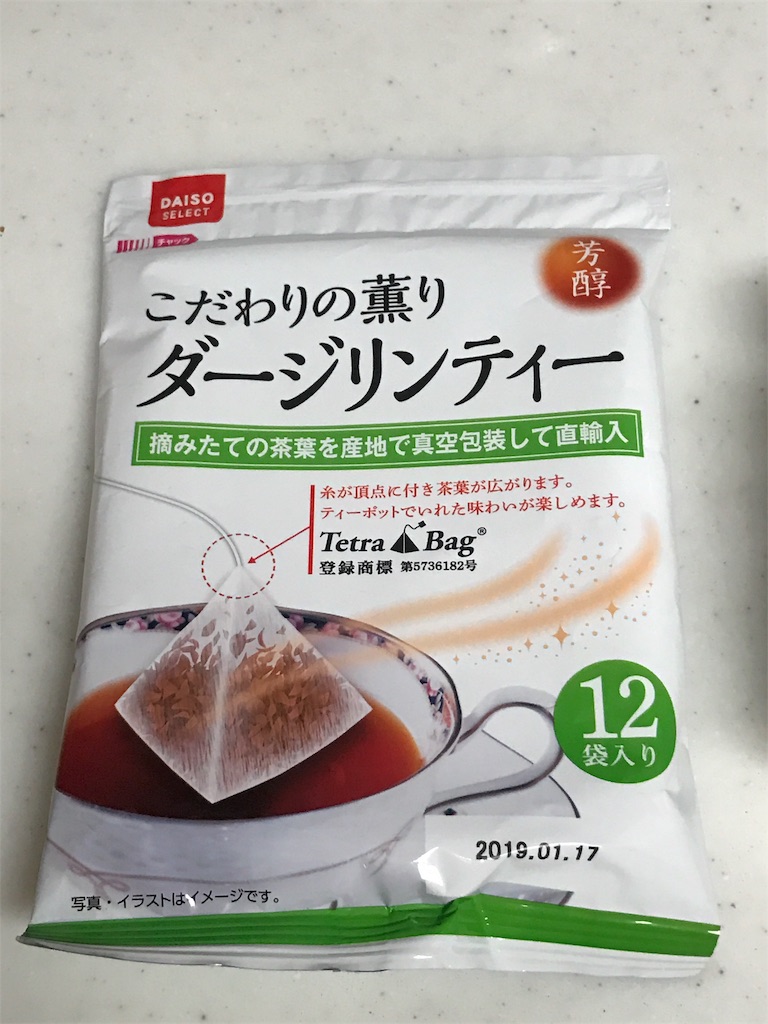 DAISO
SELECT
チャック
芳醇
こだわりの薫り
ダージリンティー
摘みたての茶葉を産地で真空包装して直輸入
糸が頂点に付き茶葉が広がります。
ティーポットでいれた味わいが楽しめます。
Tetra Bag®
登録商標 第5736182号
12
袋入り
2019.01.17
写真・イラストはイメージです。